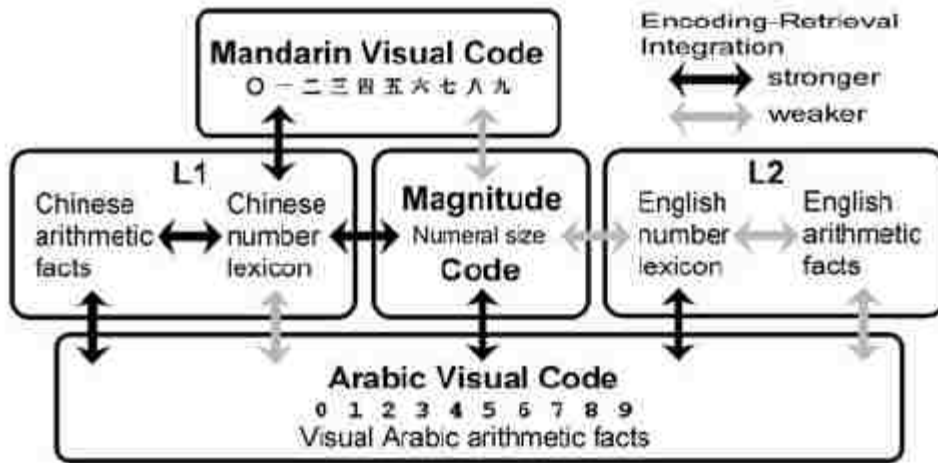 Encoding-Retrieval
Integration
stronger
weaker
Mandarin Visual Code
〇 一 二 三 四 五 六 七 八 九
L1
Chinese
arithmetic
facts
Chinese
number
lexicon
Magnitude
Numeral size
Code
L2
English
number
lexicon
English
arithmetic
facts
Arabic Visual Code
0 1 2 3 4 5 6 7 8 9
Visual Arabic arithmetic facts